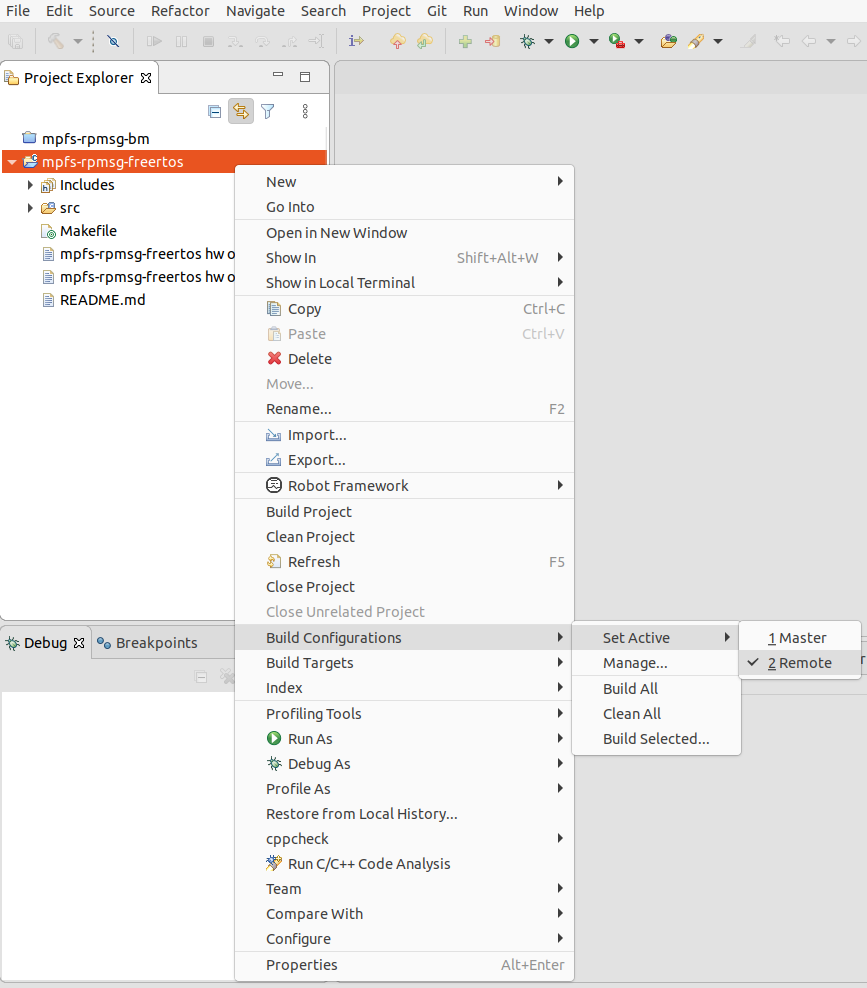 File Edit Source Refactor Navigate Search Project Git Run Window Help
Project Explorer
mpfs-rpmsg-bm
mpfs-rpmsg-freertos
Includes
src
Makefile
mpfs-rpmsg-freertos hw
mpfs-rpmsg-freertos hw
README.md
New
Go Into
Open in New Window
Show In Shift+Alt+W
Show in Local Terminal
Copy Ctrl+C
Paste Ctrl+V
Delete
Move...
Rename... F2
Import...
Export...
Robot Framework
Build Project
Clean Project
Refresh F5
Close Project
Close Unrelated Project
Build Configurations
Build Targets
Index
Profiling Tools
Run As
Debug As
Profile As
Restore from Local History...
cppcheck
Run C/C++ Code Analysis
Team
Compare With
Configure
Properties Alt+Enter
Set Active
Manage...
Build All
Clean All
Build Selected...
1 Master
2 Remote
Debug
Breakpoints